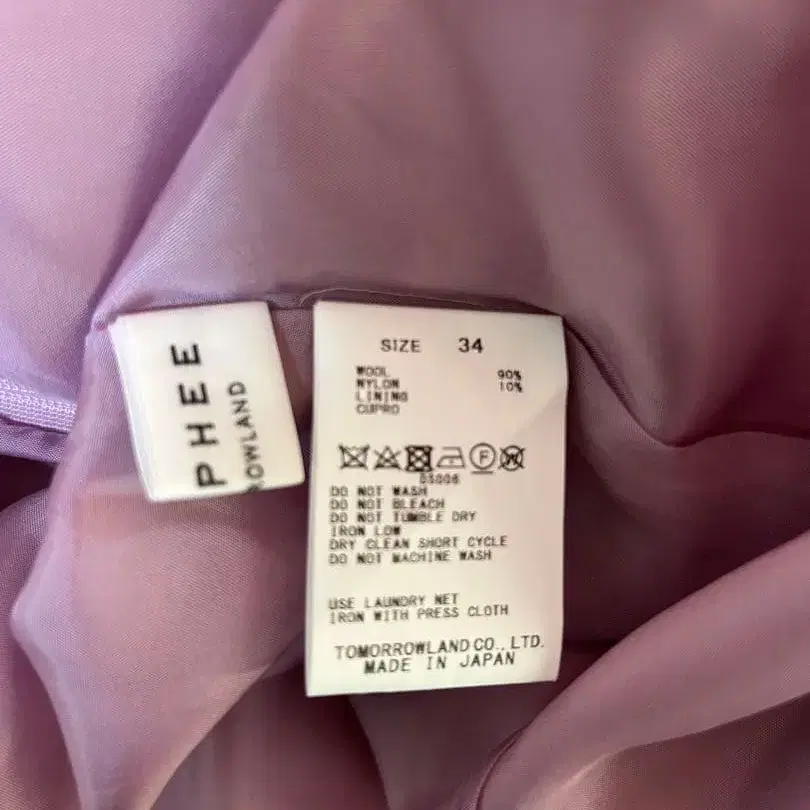 PHEE
ROWLAND
SIZE 34
WOOL 90%
NYLON 10%
LINING
CUPRO
F W
DS006
DO NOT WASH
DO NOT BLEACH
DO NOT TUMBLE DRY
IRON LOW
DRY CLEAN SHORT CYCLE
DO NOT MACHINE WASH
USE LAUNDRY NET
IRON WITH PRESS CLOTH
TOMORROWLAND CO., LTD.
MADE IN JAPAN